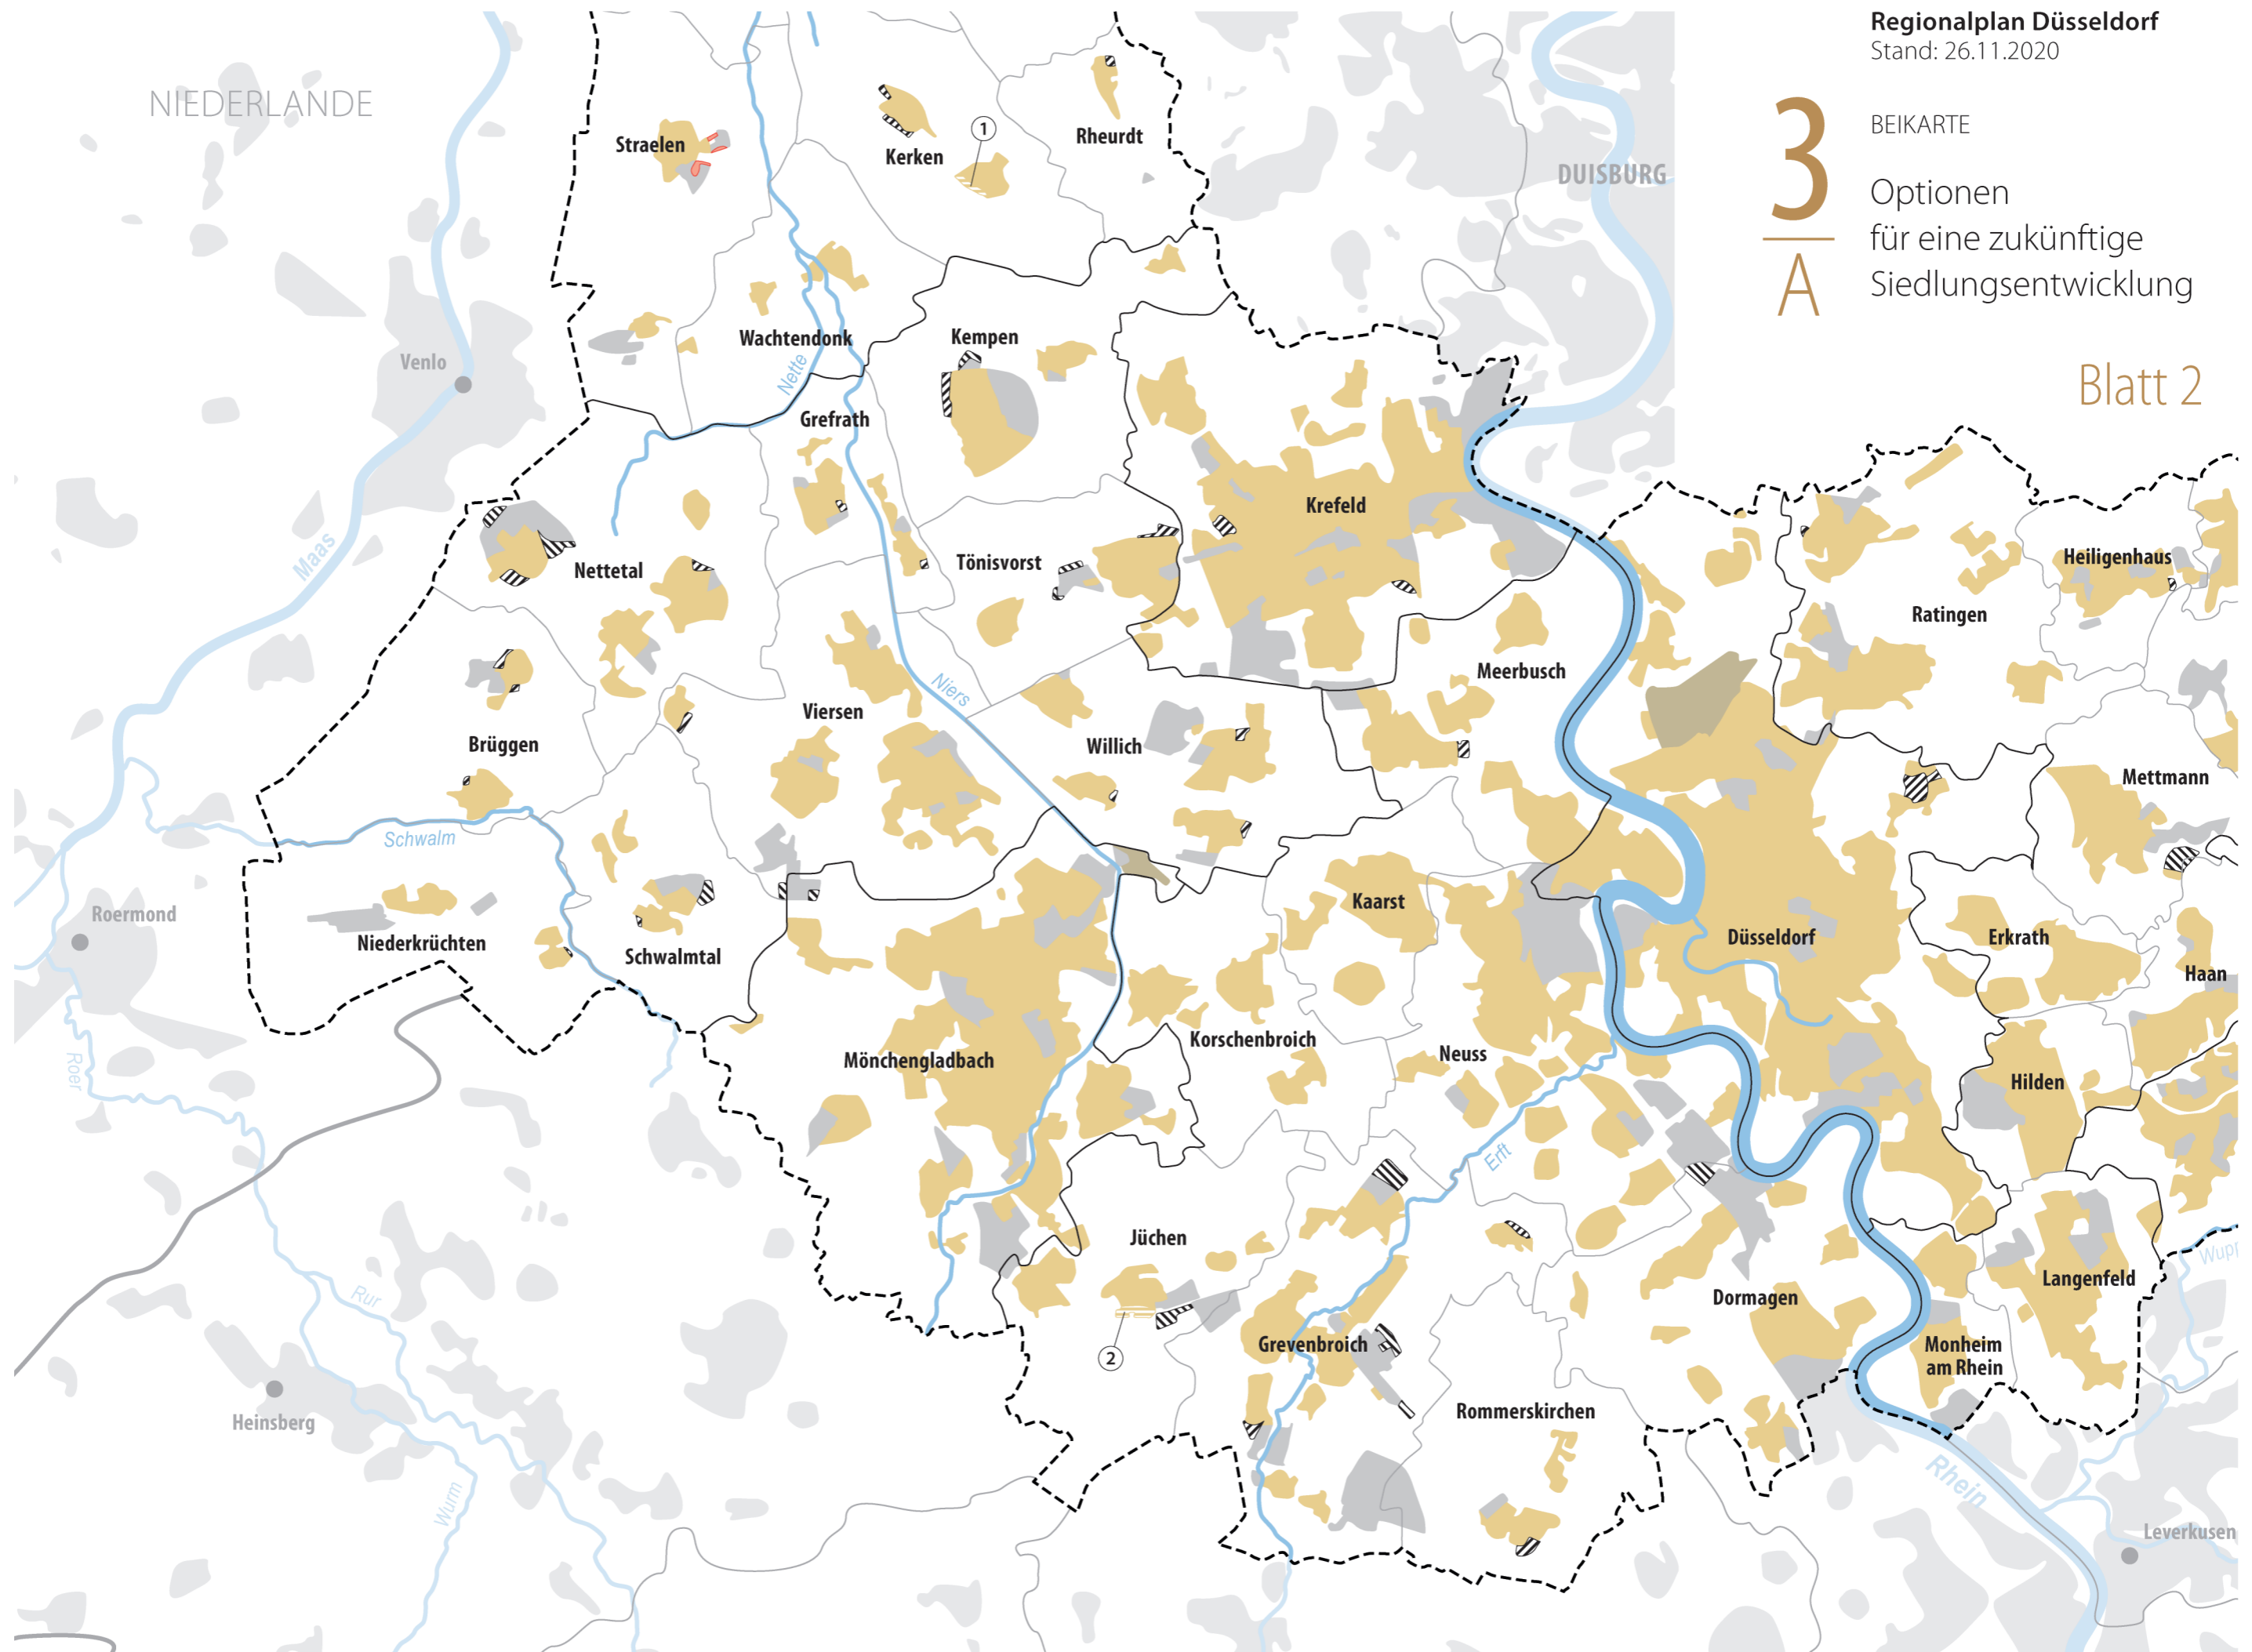 Regionalplan Düsseldorf
Stand: 26.11.2020
3
A
BEIKARTE
Optionen
für eine zukünftige
Siedlungsentwicklung
Blatt 2
NIEDERLANDE
Straelen
Kerken
1
Rheurdt
DUISBURG
Venlo
Wachtendonk
Nette
Kempen
Grefrath
Krefeld
Maas
Nettetal
Tönisvorst
Heiligenhaus
Ratingen
Meerbusch
Niers
Viersen
Brüggen
Willich
Mettmann
Schwalm
Roermond
Niederkrüchten
Schwalmtal
Kaarst
Düsseldorf
Erkrath
Haan
Roer
Mönchengladbach
Korschenbroich
Neuss
Hilden
Erft
Jüchen
Rur
Dormagen
Langenfeld
Wupp
2
Grevenbroich
Monheim
am Rhein
Heinsberg
Rommerskirchen
Wurm
Rhein
Leverkusen